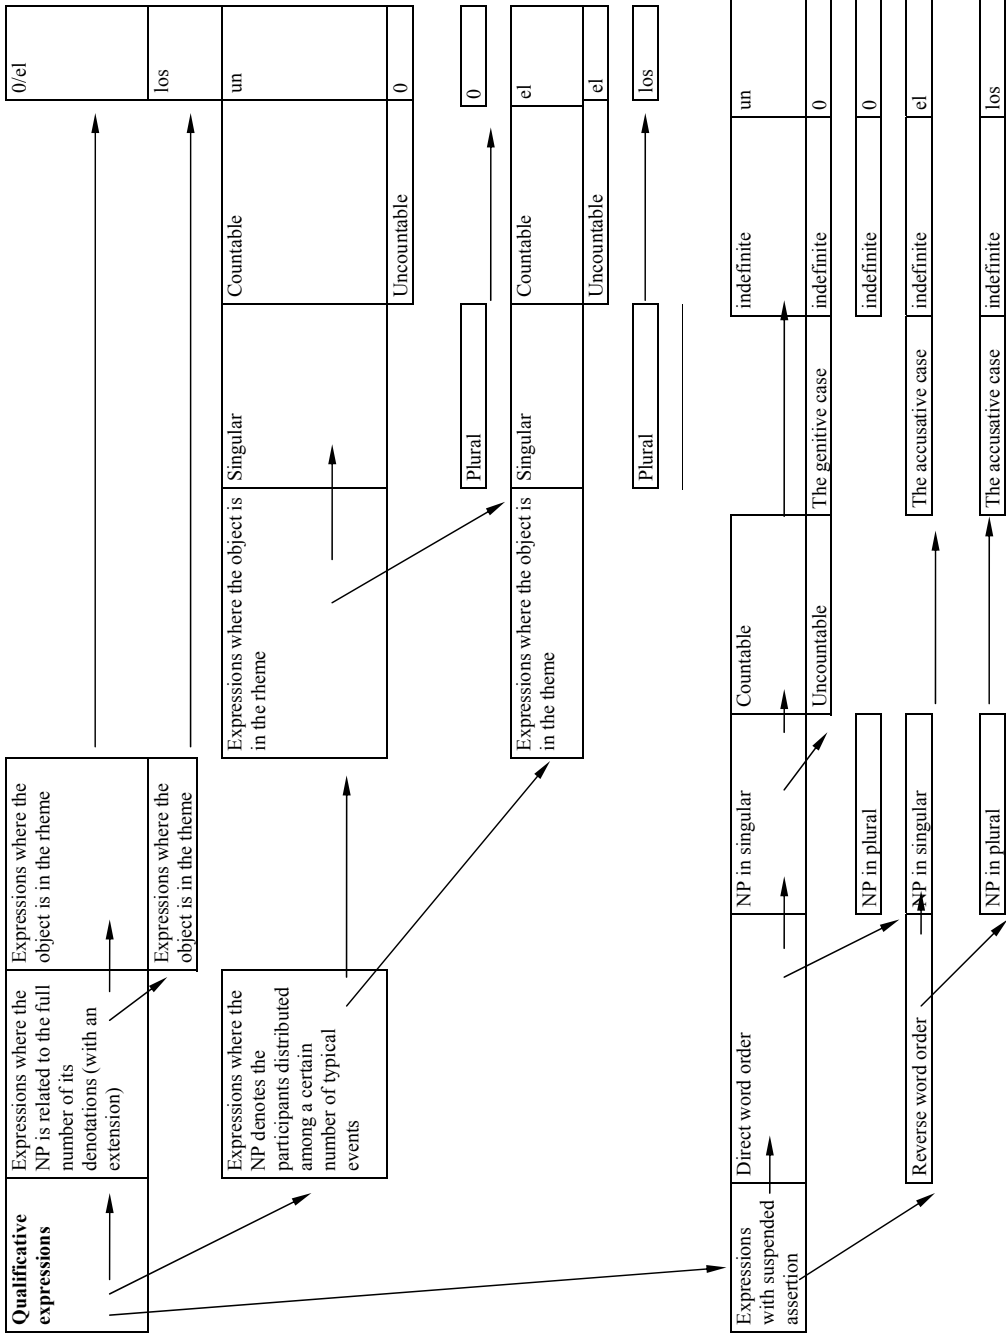 Qualificative
expressions
Expressions where the
NP is related to the full
number of its
denotations (with an
extension)
Expressions where the
object is in the rheme
0/el
Expressions where the
object is in the theme
los
Expressions where the
NP denotes the
participants distributed
among a certain
number of typical
events
Expressions where the object is
in the rheme
Singular
Countable
un
Uncountable
0
Plural
0
Expressions where the object is
in the theme
Singular
Countable
el
Uncountable
el
Plural
los
Expressions
with suspended
assertion
Direct word order
NP in singular
Countable
indefinite
un
Uncountable
The genitive case
indefinite
0
NP in plural
indefinite
0
Reverse word order
NP in singular
The accusative case
indefinite
el
NP in plural
The accusative case
indefinite
los